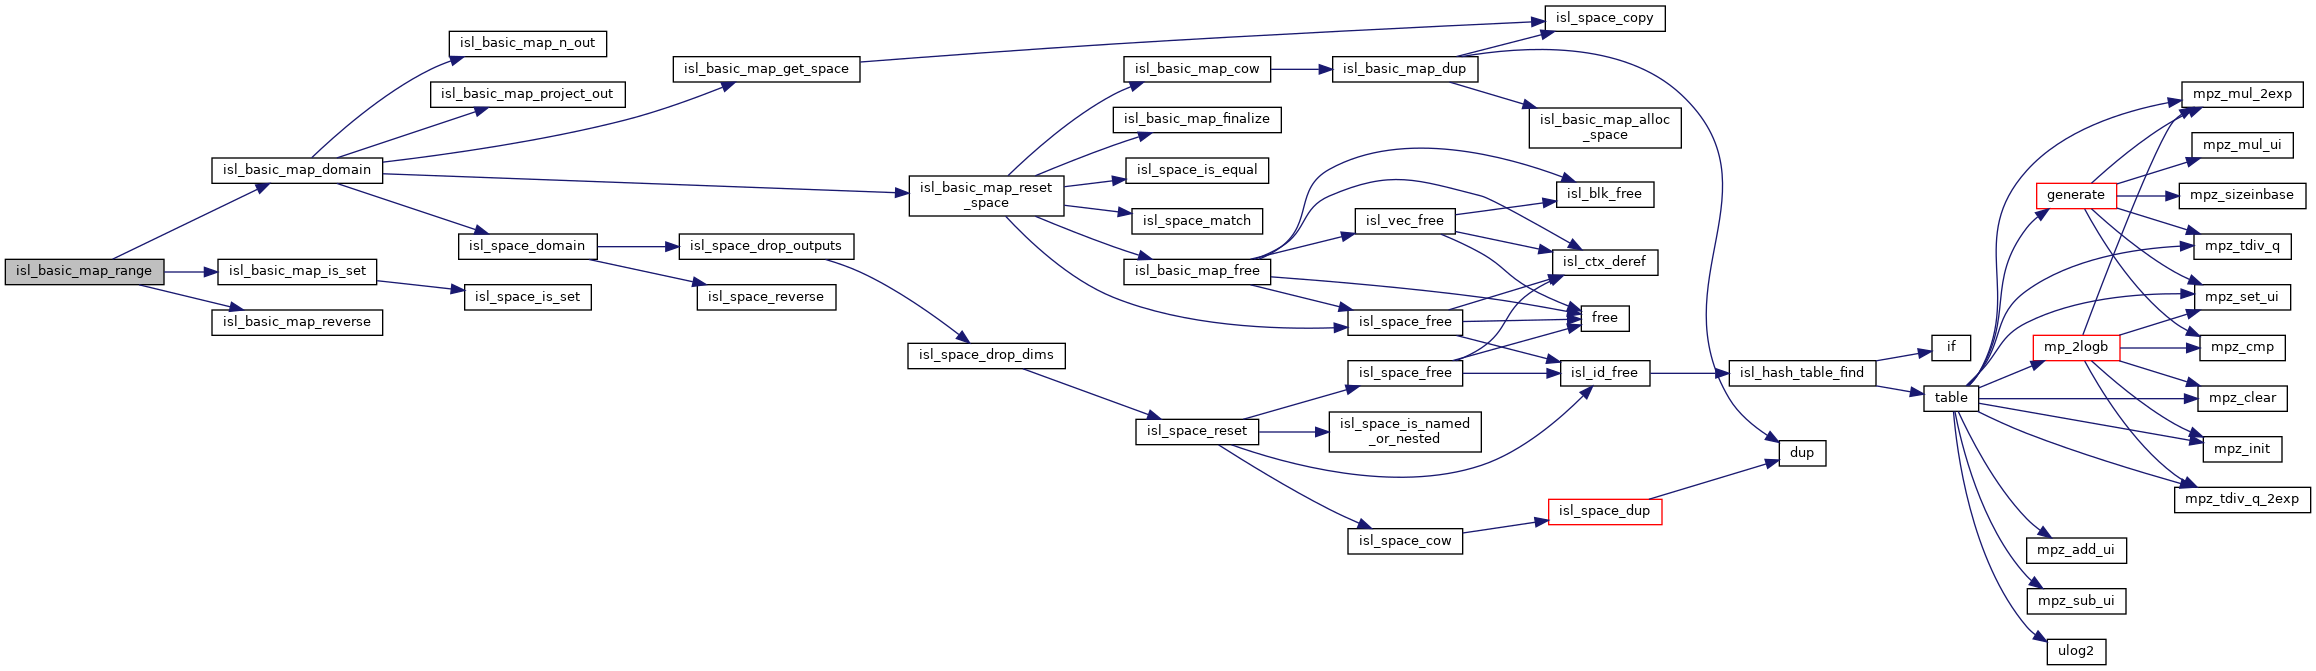 isl_basic_map_range
isl_basic_map_domain
isl_basic_map_is_set
isl_basic_map_reverse
isl_basic_map_n_out
isl_basic_map_project_out
isl_space_domain
isl_space_is_set
isl_basic_map_get_space
isl_space_drop_outputs
isl_space_reverse
isl_basic_map_reset
_space
isl_space_drop_dims
isl_basic_map_cow
isl_basic_map_finalize
isl_space_is_equal
isl_space_match
isl_basic_map_free
isl_space_reset
isl_basic_map_dup
isl_vec_free
isl_space_free
isl_space_free
isl_space_is_named
_or_nested
isl_space_cow
isl_space_copy
isl_basic_map_alloc
_space
isl_blk_free
isl_ctx_deref
free
isl_id_free
isl_space_dup
isl_hash_table_find
dup
if
table
generate
mp_2logb
mpz_add_ui
mpz_sub_ui
ulog2
mpz_mul_2exp
mpz_mul_ui
mpz_sizeinbase
mpz_tdiv_q
mpz_set_ui
mpz_cmp
mpz_clear
mpz_init
mpz_tdiv_q_2exp